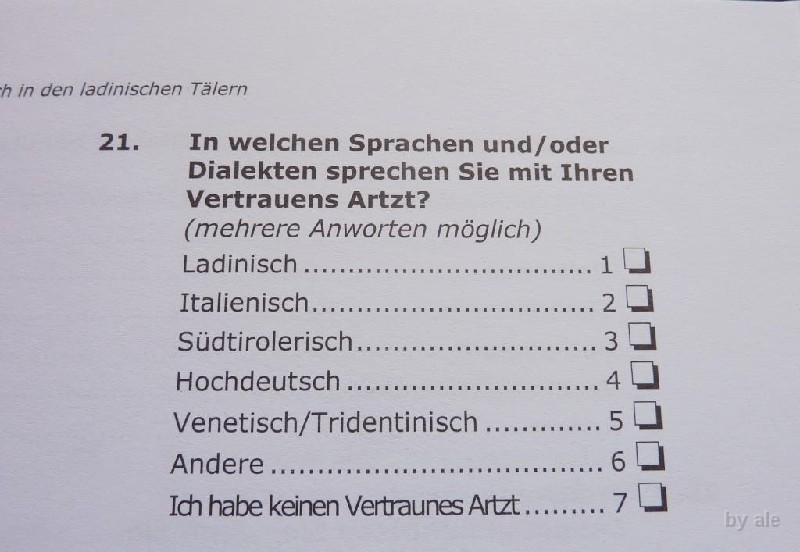 ch in den ladinischen Tälern
21. In welchen Sprachen und/oder
Dialekten sprechen Sie mit Ihren
Vertrauens Artzt?
(mehrere Anworten möglich)
Ladinisch ................................. 1
Italienisch................................. 2
Südtirolerisch............................ 3
Hochdeutsch ............................. 4
Venetisch/Tridentinisch ............. 5
Andere ...................................... 6
Ich habe keinen Vertraunes Artzt ......... 7
by ale